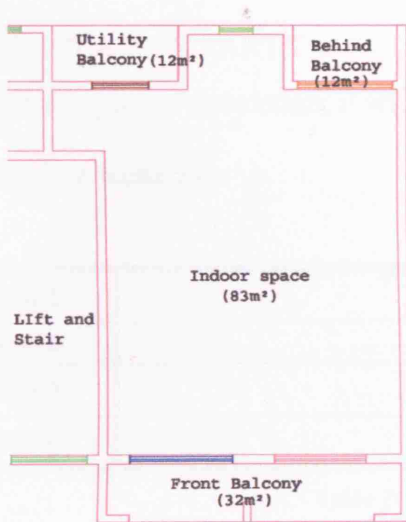 Utility
Balcony(12m²)
Behind
Balcony
(12m²)
Indoor space
(83m²)
LIft and
Stair
Front Balcony
(32m²)